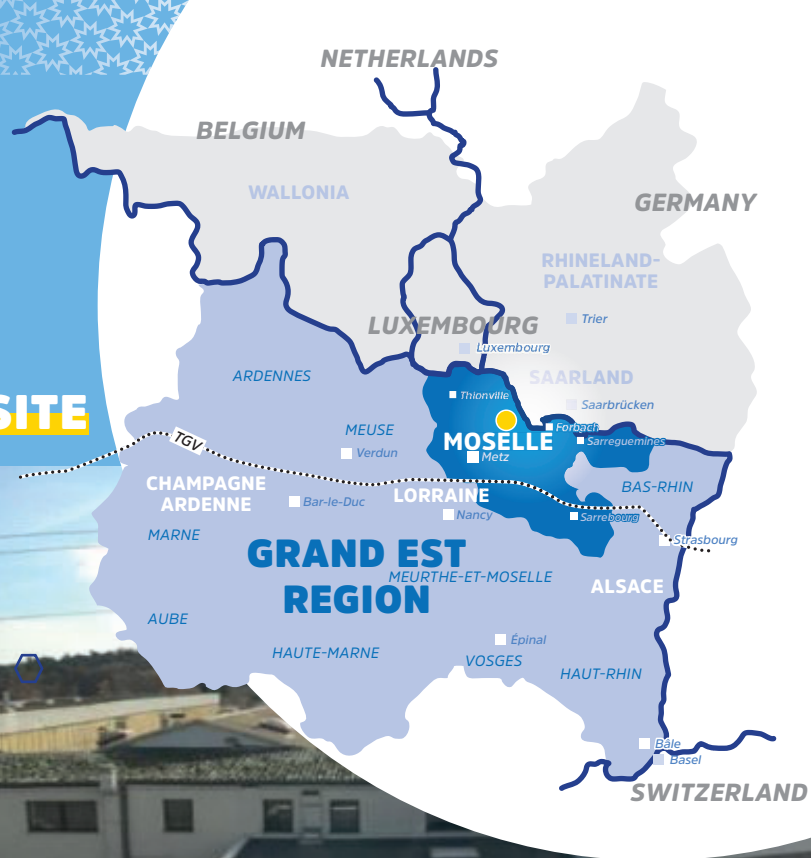 NETHERLANDS
BELGIUM
WALLONIA
GERMANY
RHINELAND-
PALATINATE
Trier
LUXEMBOURG
Luxembourg
ARDENNES
SAARLAND
Thionville
Saarbrücken
SITE
MEUSE
Forbach
TGV
MOSELLE
Sarreguemines
Verdun
Metz
CHAMPAGNE
ARDENNE
LORRAINE
BAS-RHIN
Bar-le-Duc
Nancy
Sarrebourg
MARNE
Strasbourg
GRAND EST
REGION
MEURTHE-ET-MOSELLE
ALSACE
AUBE
Épinal
HAUTE-MARNE
VOSGES
HAUT-RHIN
Bâle
Basel
SWITZERLAND